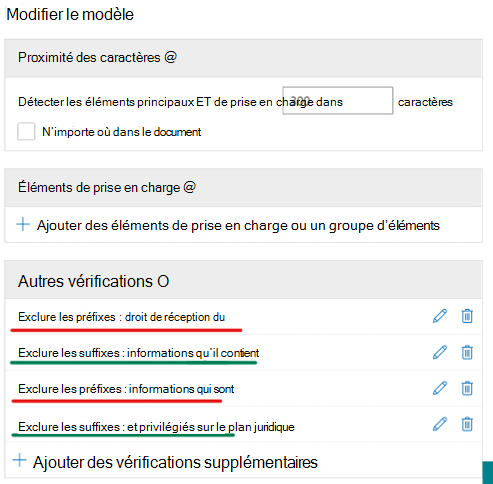 Modifier le modèle
Proximité des caractères @
Détecter les éléments principaux ET de prise en charge dans 300 caractères
N'importe où dans le document
Éléments de prise en charge @
+ Ajouter des éléments de prise en charge ou un groupe d'éléments
Autres vérifications O
Exclure les préfixes : droit de réception du
Exclure les suffixes : informations qu'il contient
Exclure les préfixes : informations qui sont
Exclure les suffixes : et privilégiés sur le plan juridique
+ Ajouter des vérifications supplémentaires